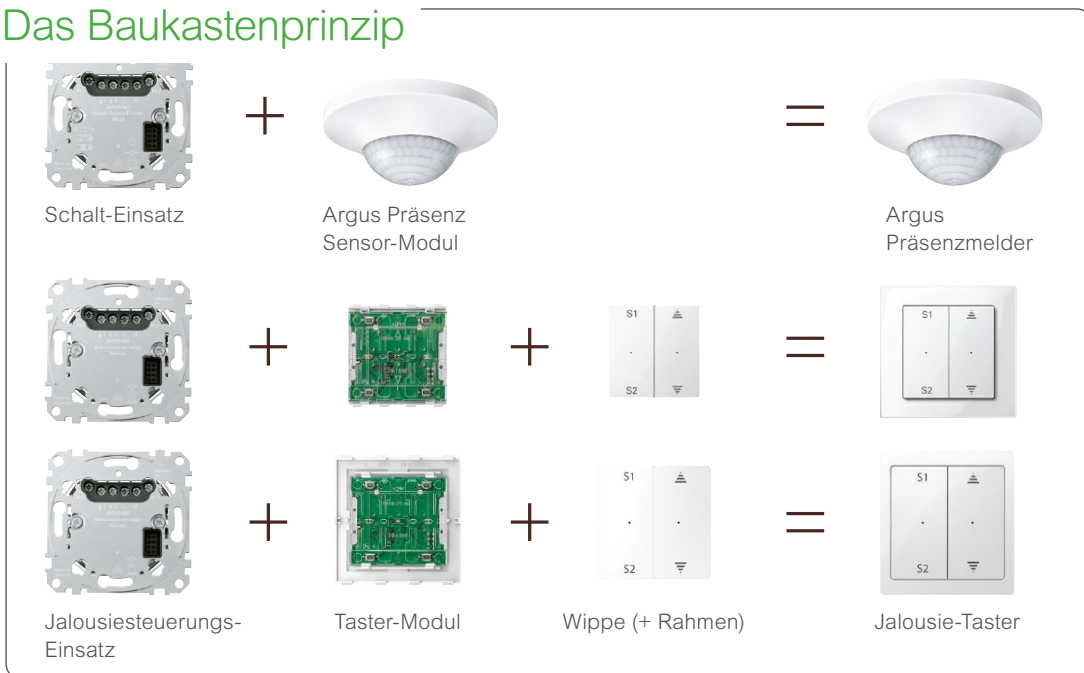 Das Baukastenprinzip
Schalt-Einsatz
Argus Präsenz
Sensor-Modul
Argus
Präsenzmelder
S1
S2
S1
S2
S1
S2
S1
S2
Jalousiesteuerungs-
Einsatz
Taster-Modul
Wippe (+ Rahmen)
Jalousie-Taster